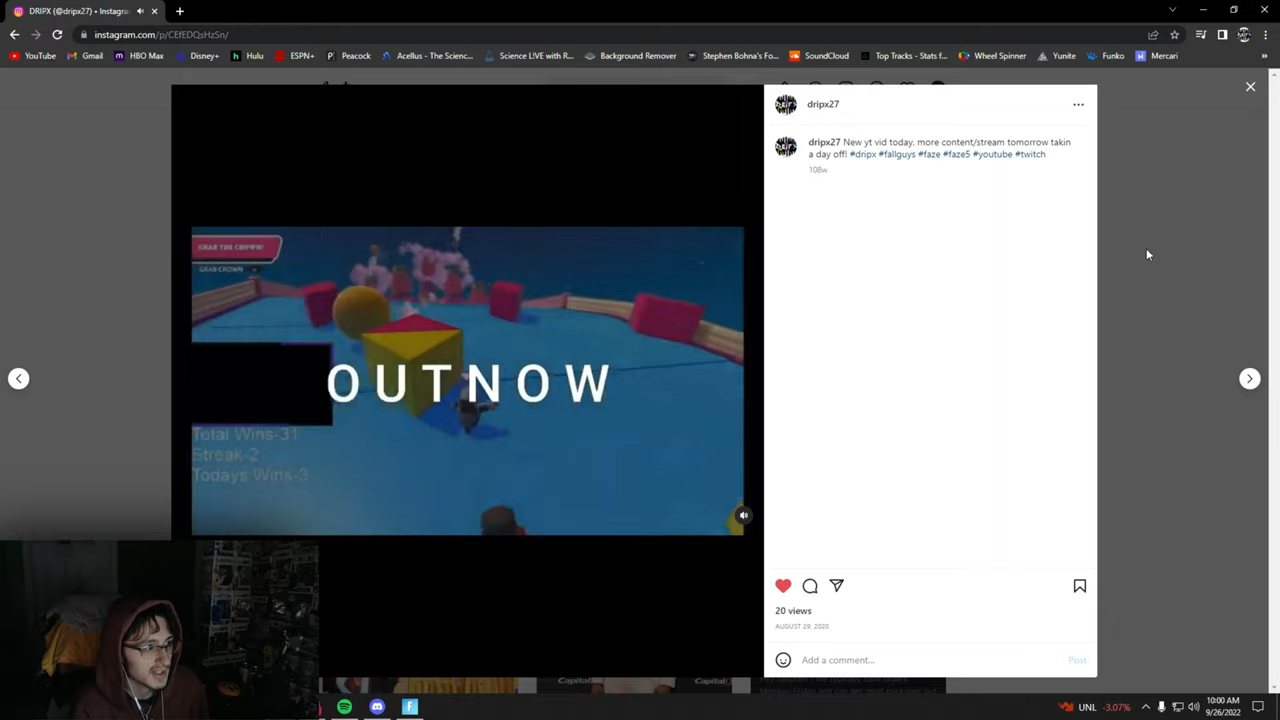 DRIPX (@dripx27) • Instagra
instagram.com/p/CEfEDQsHzSn/
YouTube
Gmail
HBO Max
Disney+
Hulu
ESPN+
Peacock
Acellus - The Scienc...
Science LIVE with R...
Background Remover
Stephen Bohna's Fo...
SoundCloud
Top Tracks - Stats f...
Wheel Spinner
Yunite
Funko
Mercari
dripx27
dripx27 New yt vid today. more content/stream tomorrow takin
a day off! #dripx #fallguys #faze #faze5 #youtube #twitch
108w
GRAB THE CROWN!
GRAB CROWN
OUTNOW
Total Wins-31
Streak-2
Todays Wins-3
20 views
AUGUST 29, 2020
Add a comment...
Post
Capital
Capital
UNL -3.07%
10:00 AM
9/26/2022